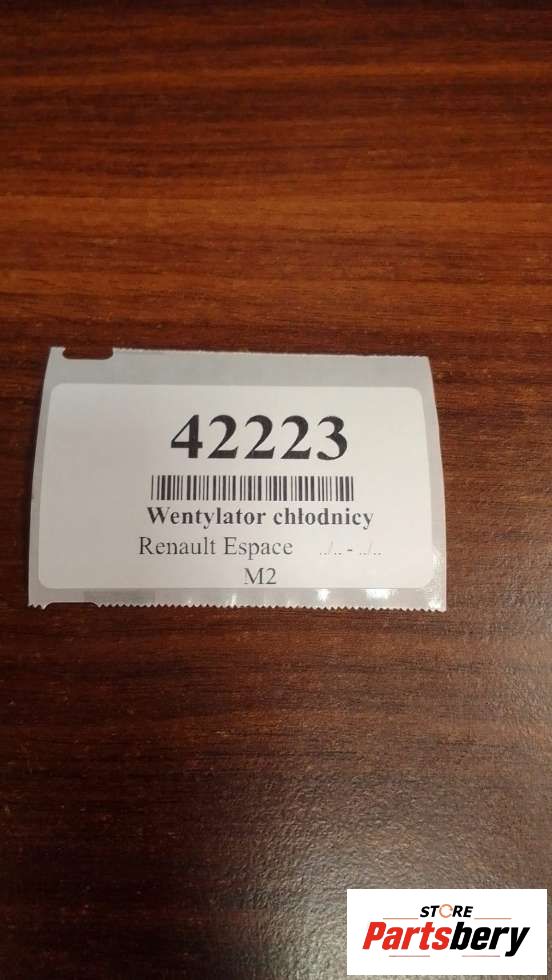 42223
Wentylator chłodnicy
Renault Espace ../.. - ../..
M2
STORE
Partsbery